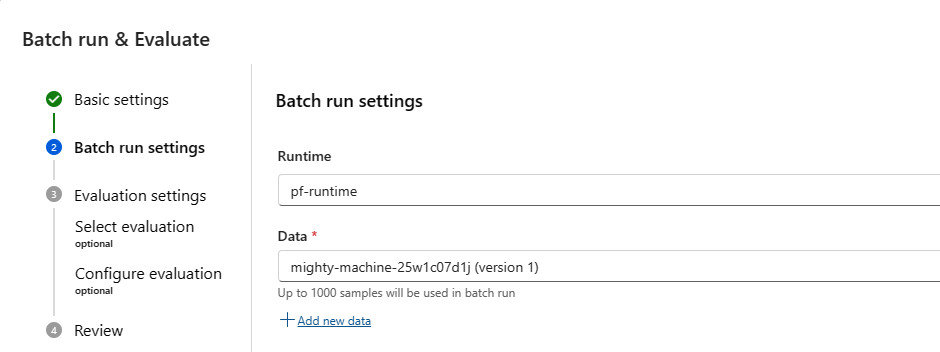 Batch run & Evaluate
Basic settings
2 Batch run settings
3 Evaluation settings
Select evaluation
optional
Configure evaluation
optional
4 Review
Batch run settings
Runtime
pf-runtime
Data *
mighty-machine-25w1c07d1j (version 1)
Up to 1000 samples will be used in batch run
Add new data